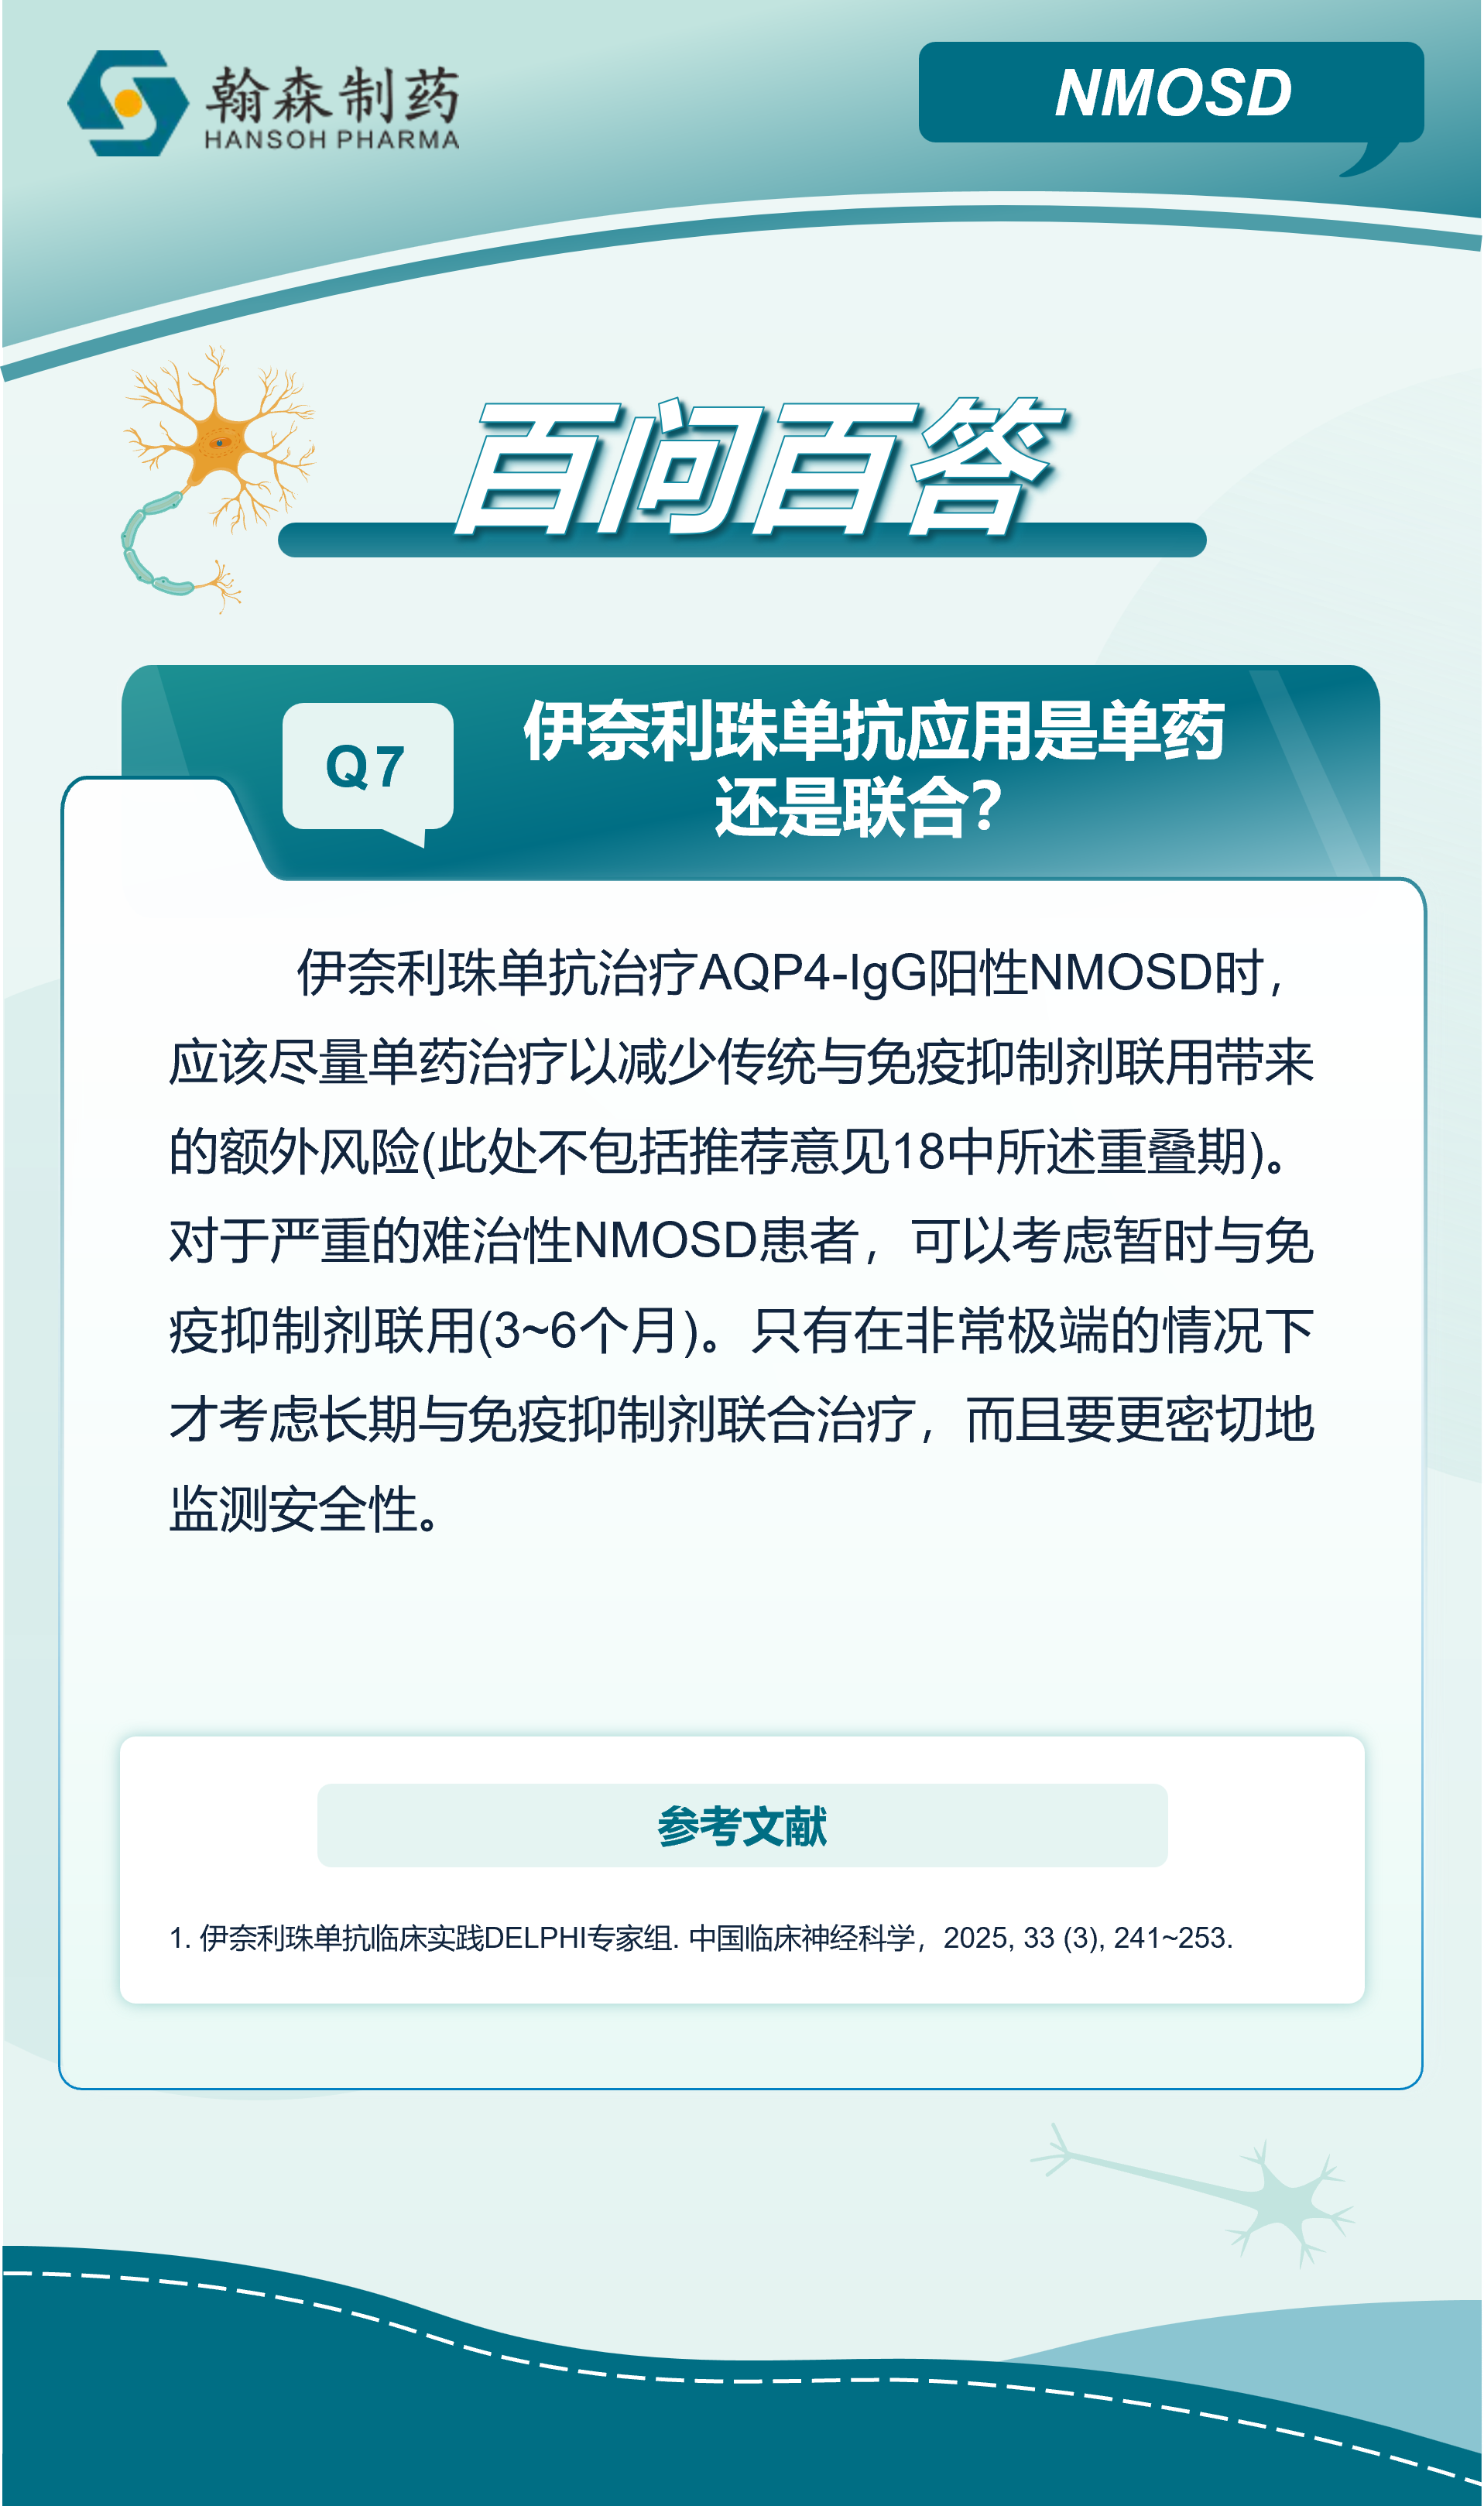 翰森制药
HANSOH PHARMA
NMOSD
百问百答
Q7
伊奈利珠单抗应用是单药
还是联合？
伊奈利珠单抗治疗AQP4-IgG阳性NMOSD时，
应该尽量单药治疗以减少传统与免疫抑制剂联用带来
的额外风险(此处不包括推荐意见18中所述重叠期)。
对于严重的难治性NMOSD患者，可以考虑暂时与免
疫抑制剂联用(3~6个月)。只有在非常极端的情况下
才考虑长期与免疫抑制剂联合治疗，而且要更密切地
监测安全性。
参考文献
1. 伊奈利珠单抗临床实践DELPHI专家组. 中国临床神经科学，2025, 33 (3), 241~253.